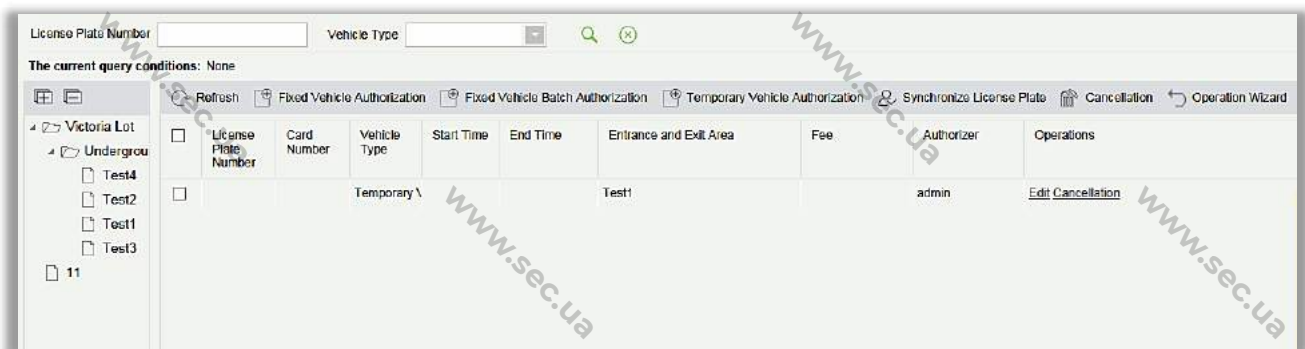 License Plate Number Vehicle Type
The current query conditions: None
Refresh Fixed Vehicle Authorization Fixed Vehicle Batch Authorization Temporary Vehicle Authorization Synchronize License Plate Cancellation Operation Wizard
Victoria Lot
Undergrou
Test4
Test2
Test1
Test3
11
License Plate Number Card Number Vehicle Type Start Time End Time Entrance and Exit Area Fee Authorizer Operations
Temporary \ Test1 admin Edit Cancellation
www.sec.ua
www.sec.ua
www.sec.ua
www.sec.ua